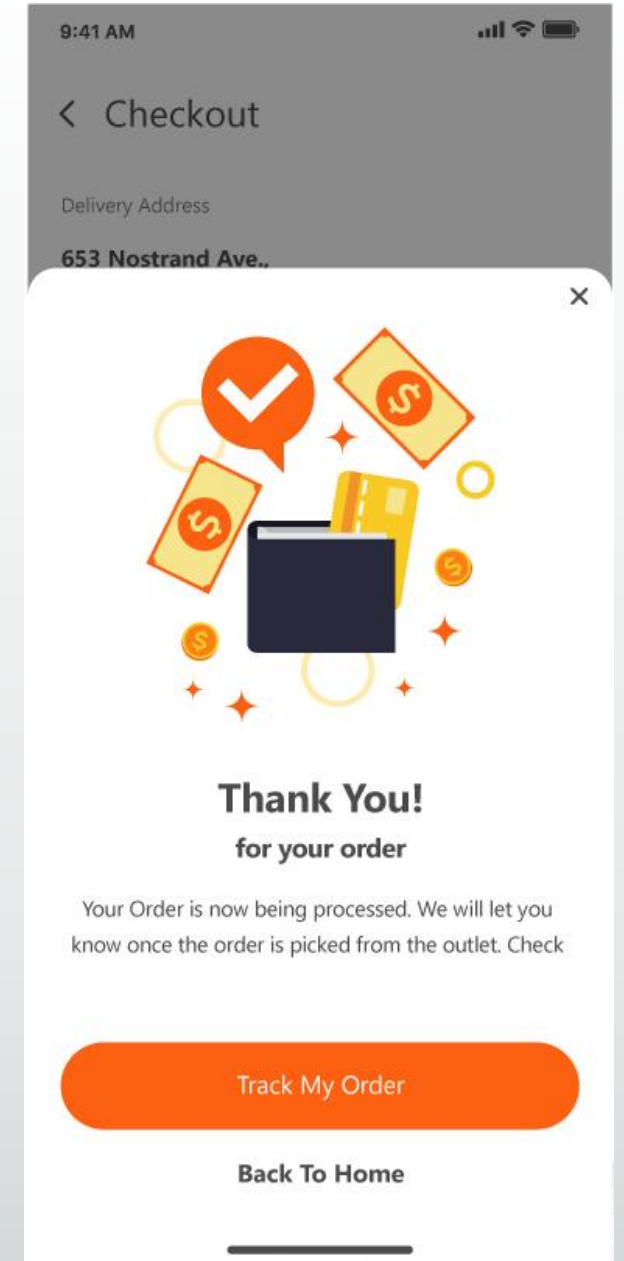 9:41 AM
Checkout
Delivery Address
653 Nostrand Ave.,
$
$
$
$
Thank You!
for your order
Your Order is now being processed. We will let you
know once the order is picked from the outlet. Check
Track My Order
Back To Home